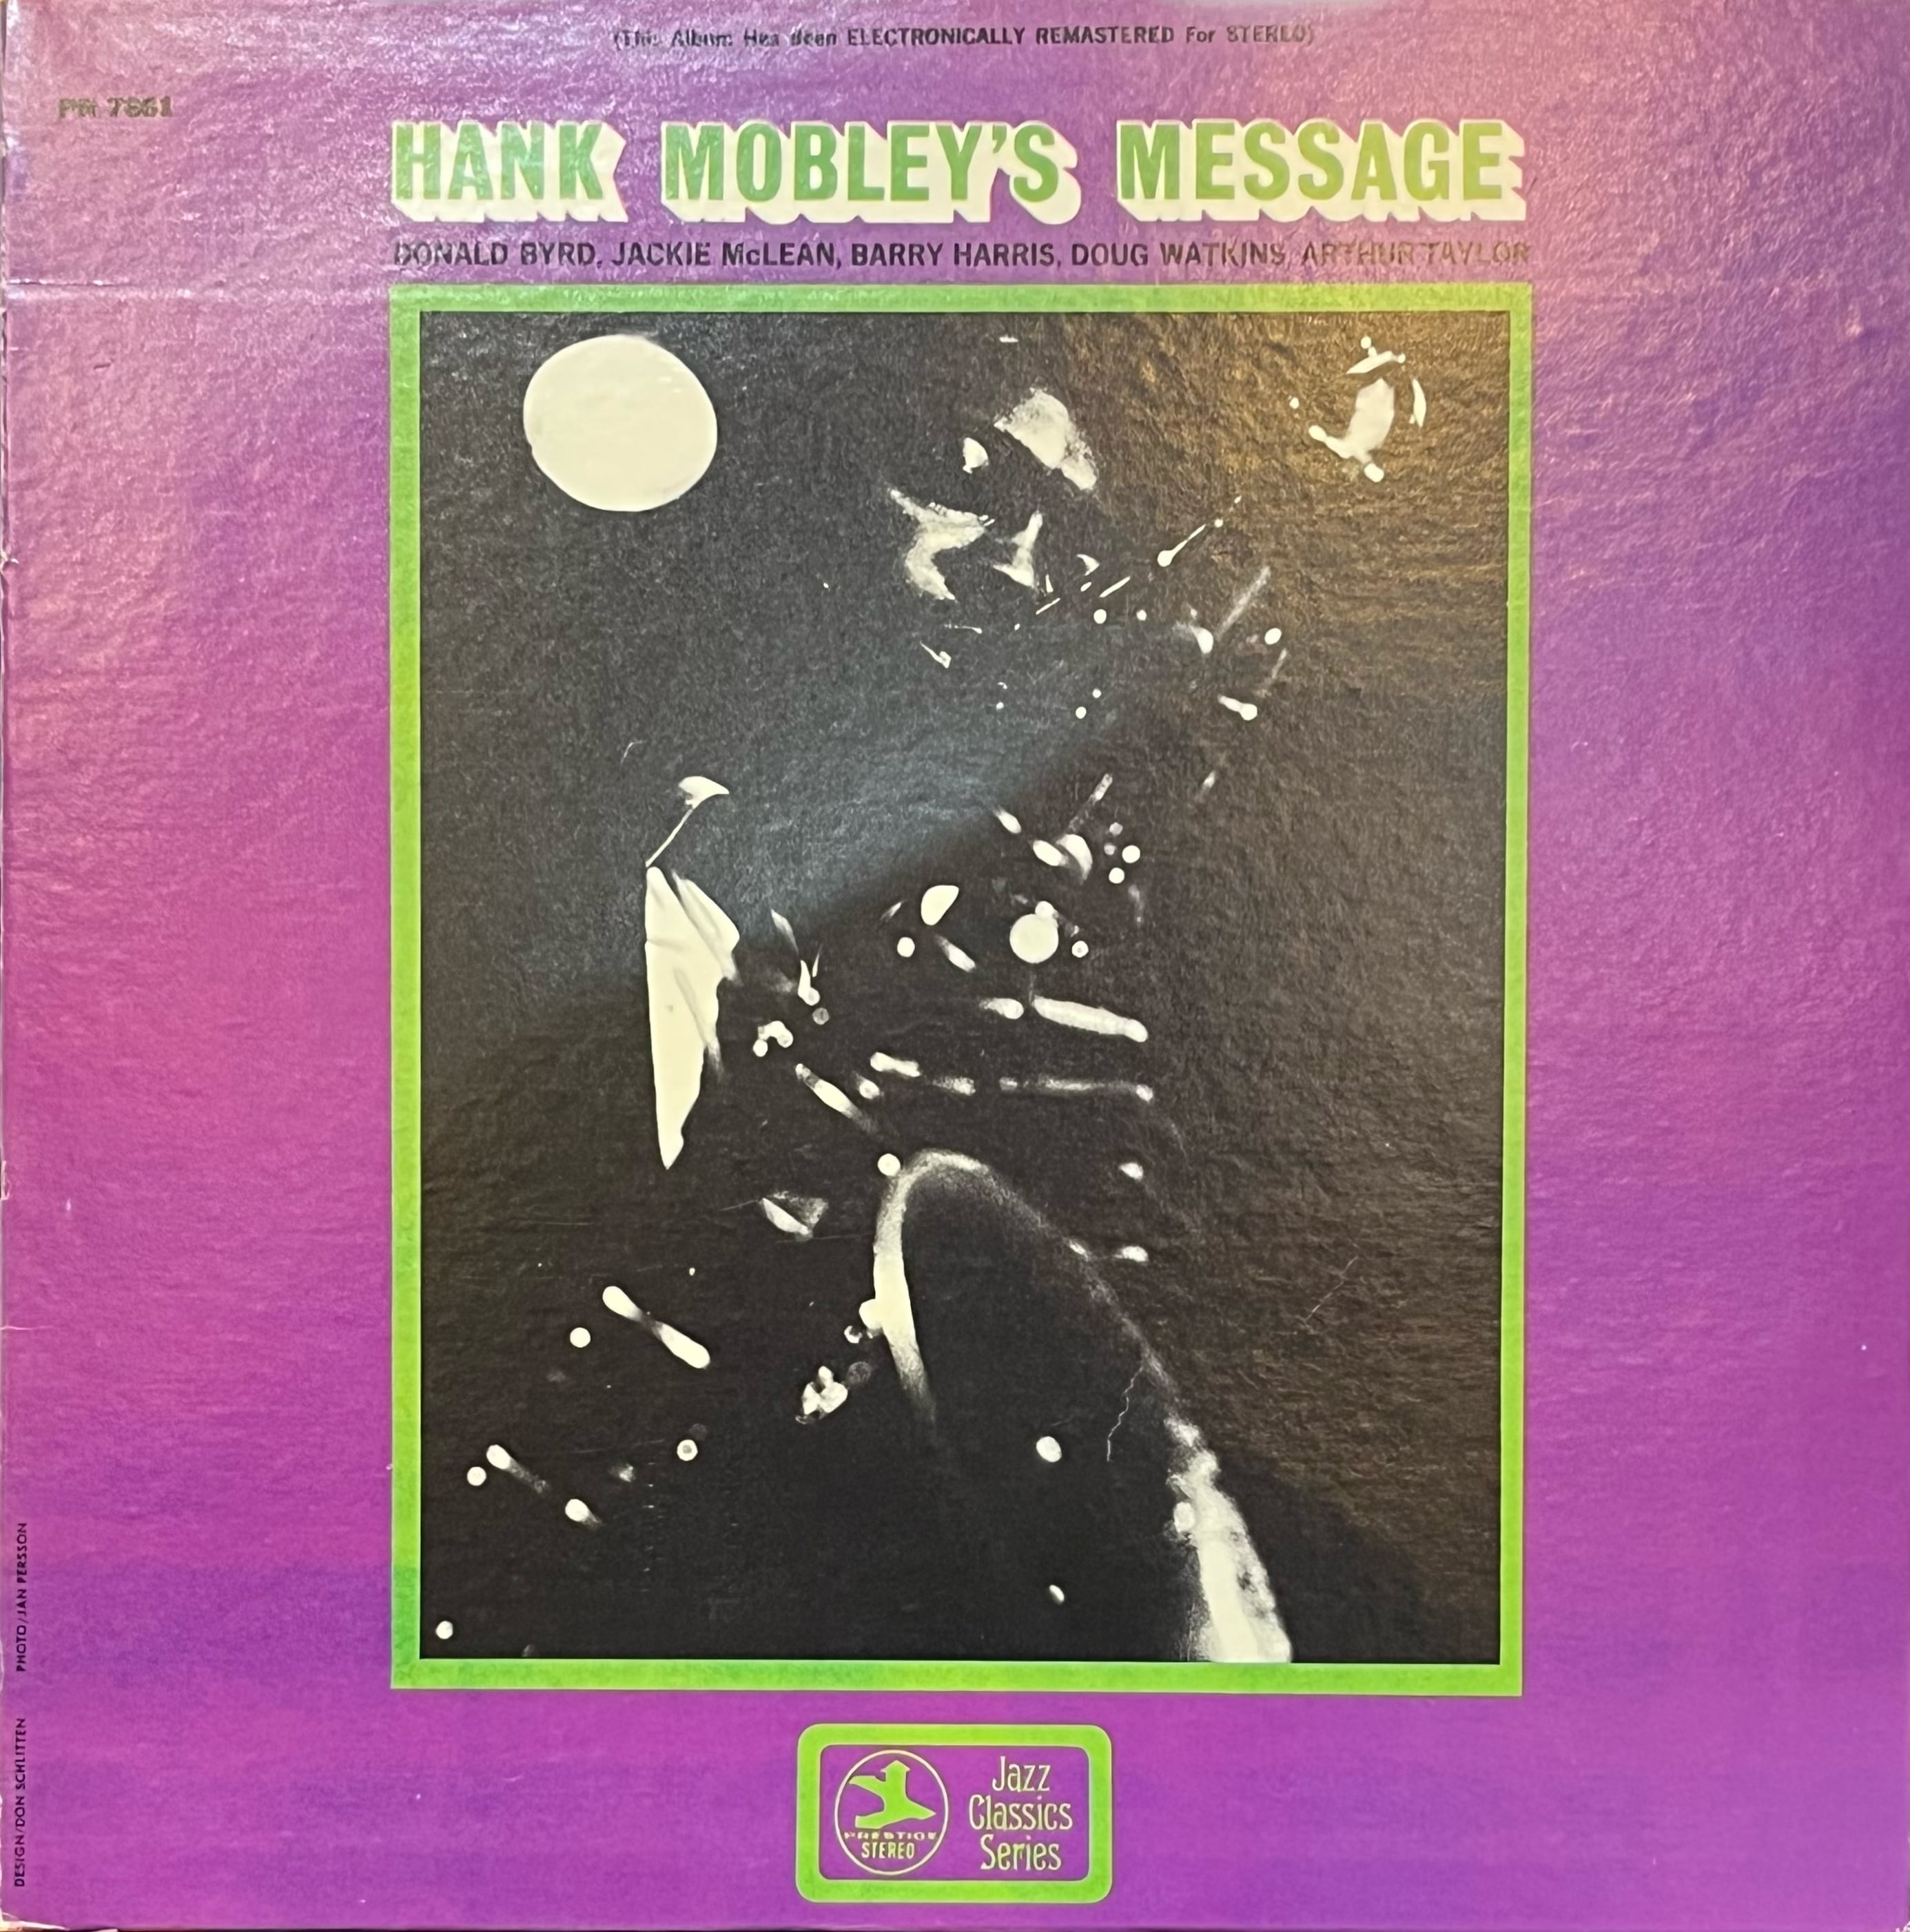 (This Album Has Been ELECTRONICALLY REMASTERED For STEREO)
PR 7661
HANK MOBLEY'S MESSAGE
DONALD BYRD, JACKIE McLEAN, BARRY HARRIS, DOUG WATKINS, ARTHUR TAYLOR
PHOTO/JAN PERSSON
DESIGN/DON SCHLITTEN
PRESTIGE
STEREO
Jazz
Classics
Series